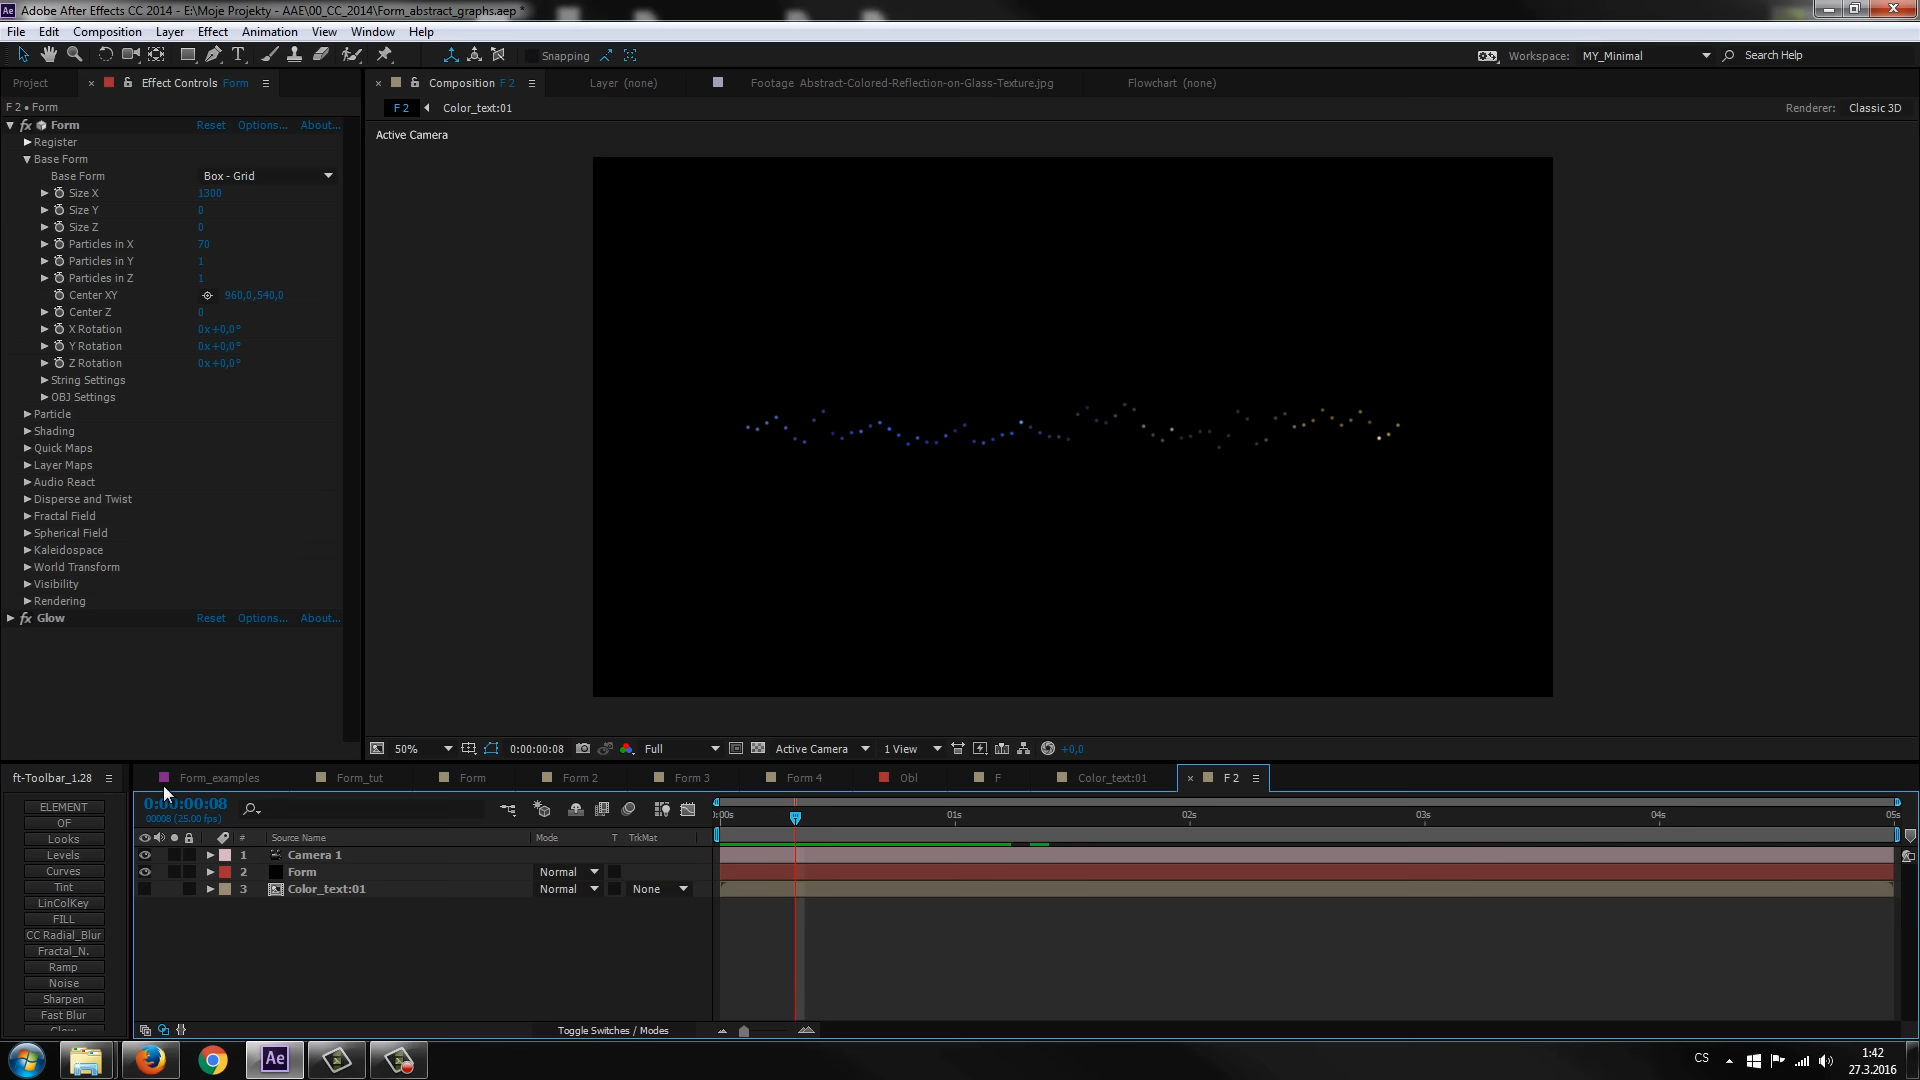 Adobe After Effects CC 2014 - E:\Moje Projekty - AAE\00_CC_2014\Form_abstract_graphs.aep *
File Edit Composition Layer Effect Animation View Window Help
Snapping Workspace: MY_Minimal Search Help
Project × Effect Controls Form × Composition F 2 Layer (none) Footage Abstract-Colored-Reflection-on-Glass-Texture.jpg Flowchart (none)
F 2 • Form
F 2 Color_text:01 Renderer: Classic 3D
fx Form Reset Options... About...
Active Camera
Register
Base Form
Base Form Box - Grid
Size X 1300
Size Y 0
Size Z 0
Particles in X 70
Particles in Y 1
Particles in Z 1
Center XY 960,0,540,0
Center Z 0
X Rotation 0x+0,0°
Y Rotation 0x+0,0°
Z Rotation 0x+0,0°
String Settings
OBJ Settings
Particle
Shading
Quick Maps
Layer Maps
Audio React
Disperse and Twist
Fractal Field
Spherical Field
Kaleidospace
World Transform
Visibility
Rendering
fx Glow Reset Options... About...
50% 0:00:00:08 Full Active Camera 1 View +0,0
ft-Toolbar_1.28 Form_examples Form_tut Form Form 2 Form 3 Form 4 Obl F Color_text:01 × F 2
ELEMENT
OF
Looks
Levels
Curves
Tint
LinColKey
FILL
CC Radial_Blur
Fractal_N.
Ramp
Noise
Sharpen
Fast Blur
Glow
0:00:00:08
00008 (25.00 fps)
:00s 01s 02s 03s 04s 05s
# Source Name Mode T TrkMat
1 Camera 1
2 Form Normal
3 Color_text:01 Normal None
Toggle Switches / Modes
Ae CS 1:42
27.3.2016